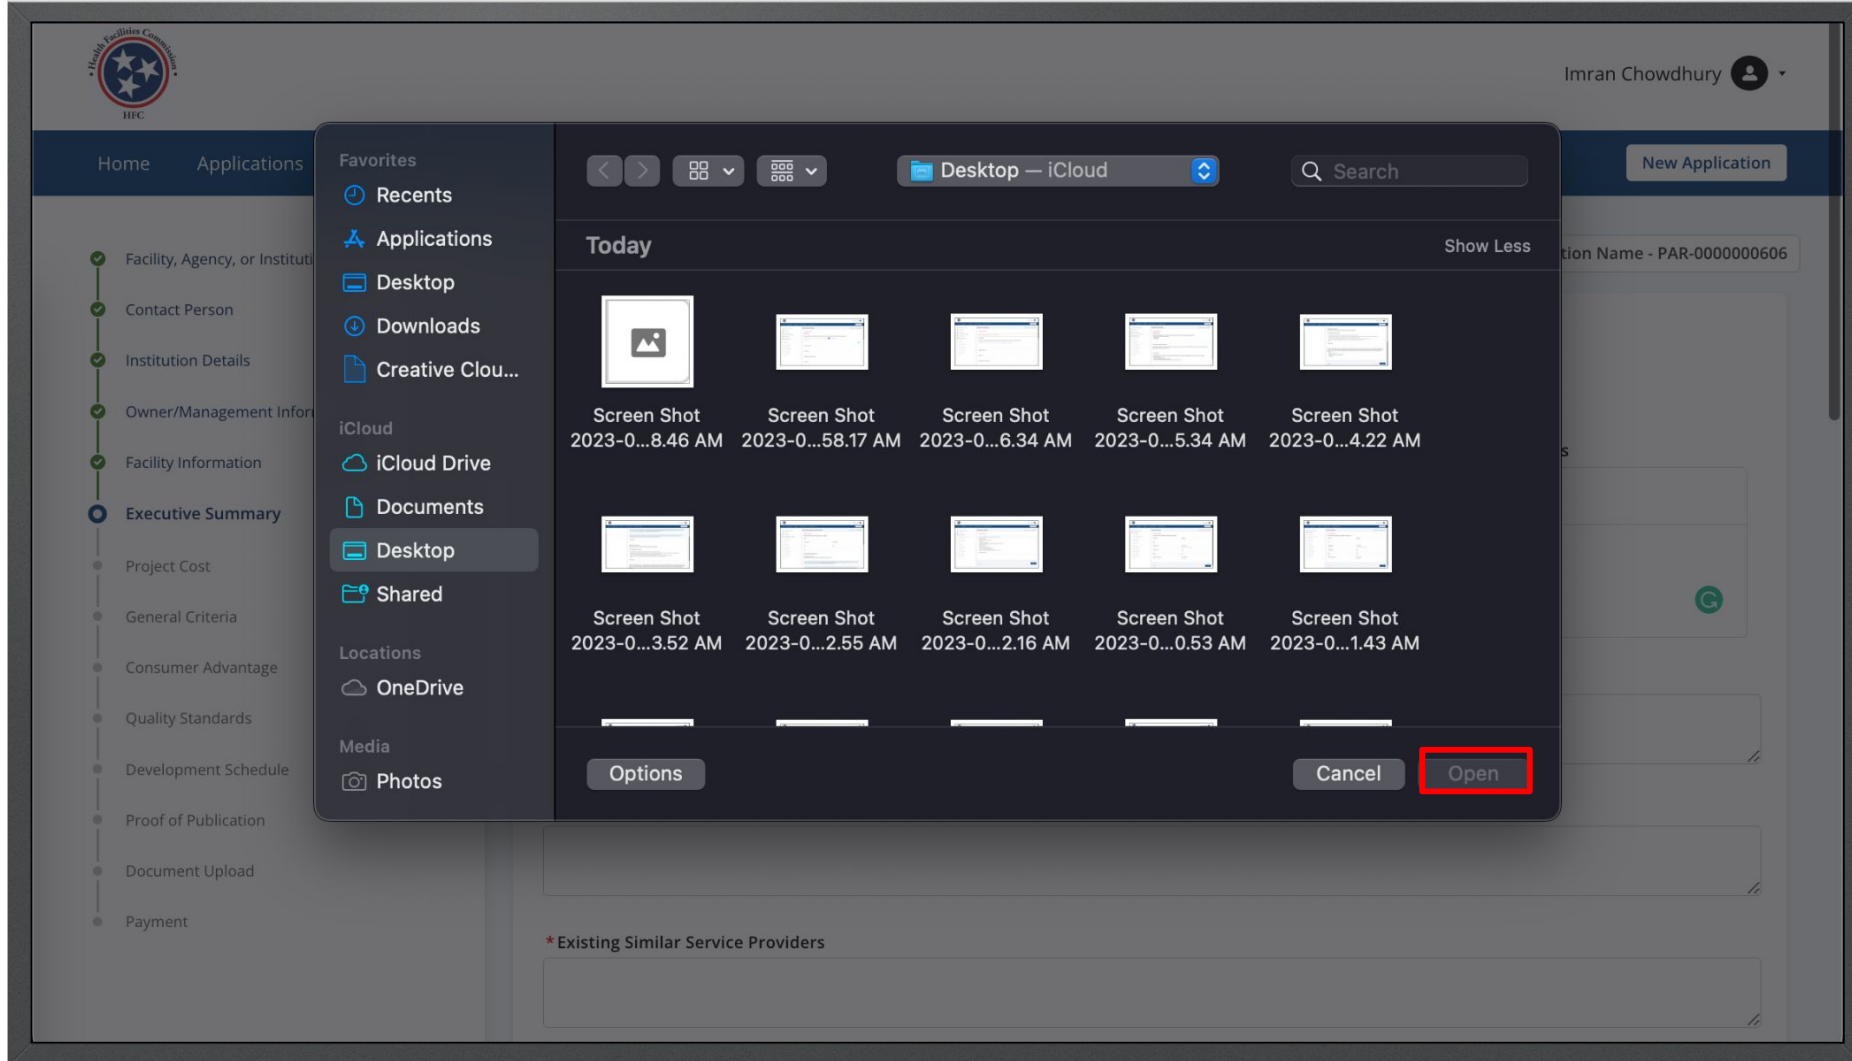 Health Facilities Commission
HFC
Imran Chowdhury
Home
Applications
New Application
Facility, Agency, or Instituti
Contact Person
Institution Details
Owner/Management Infor
Facility Information
Executive Summary
Project Cost
General Criteria
Consumer Advantage
Quality Standards
Development Schedule
Proof of Publication
Document Upload
Payment
Favorites
Recents
Applications
Desktop
Downloads
Creative Clou...
iCloud
iCloud Drive
Documents
Desktop
Shared
Locations
OneDrive
Media
Photos
Desktop — iCloud
Search
Today
Show Less
Screen Shot
2023-0...8.46 AM
Screen Shot
2023-0...58.17 AM
Screen Shot
2023-0...6.34 AM
Screen Shot
2023-0...5.34 AM
Screen Shot
2023-0...4.22 AM
Screen Shot
2023-0...3.52 AM
Screen Shot
2023-0...2.55 AM
Screen Shot
2023-0...2.16 AM
Screen Shot
2023-0...0.53 AM
Screen Shot
2023-0...1.43 AM
Options
Cancel
Open
tion Name - PAR-0000000606
s
* Existing Similar Service Providers